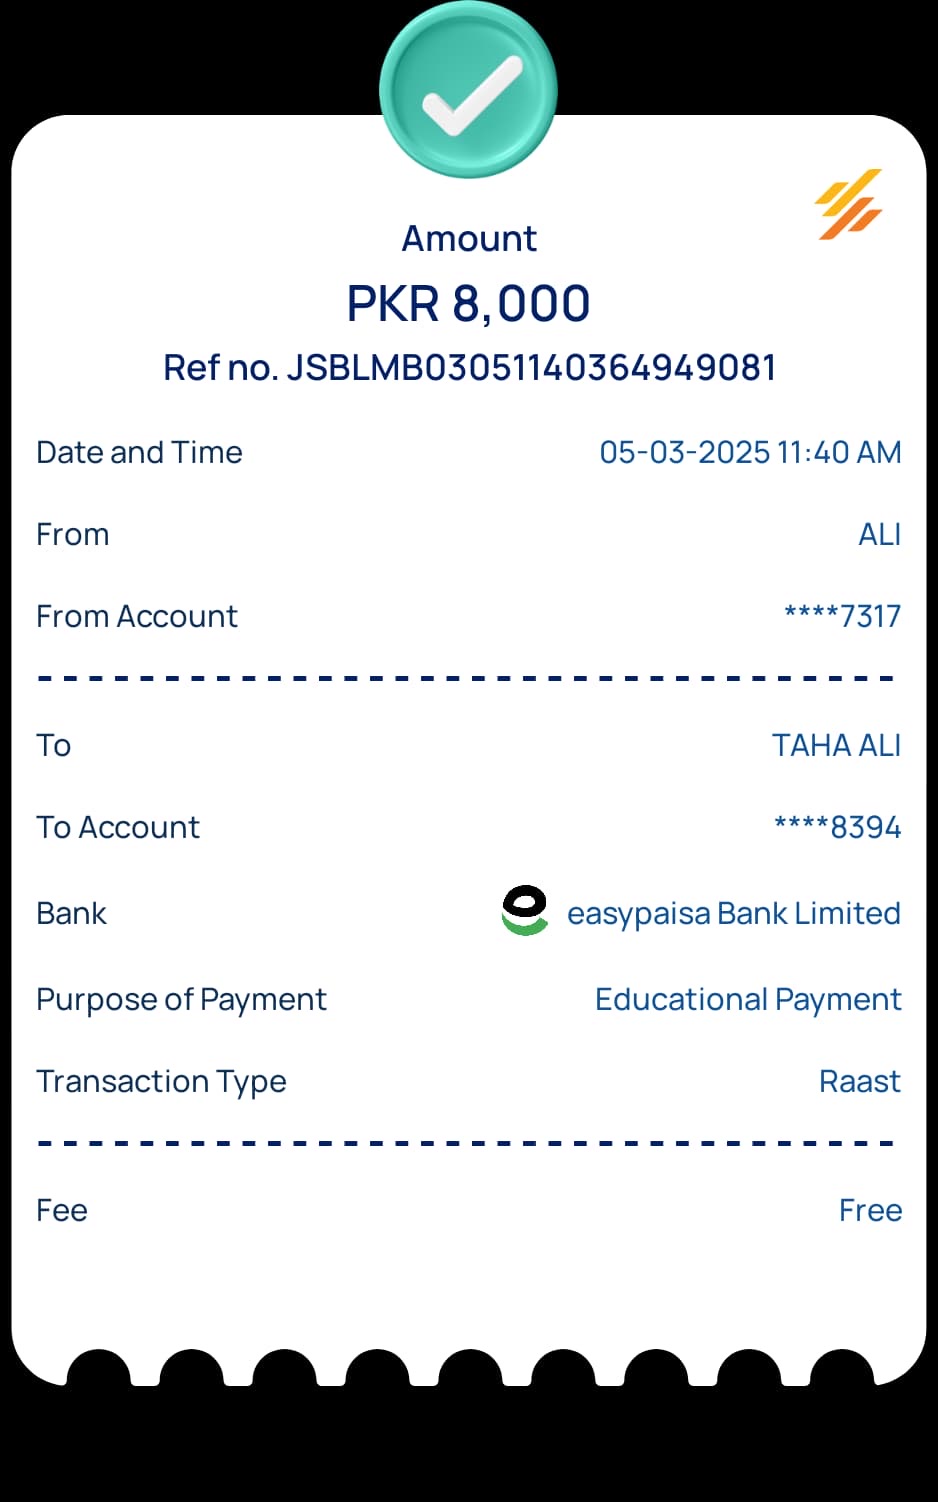 Amount
PKR 8,000
Ref no. JSBLMB03051140364949081
Date and Time 05-03-2025 11:40 AM
From ALI
From Account ****7317
To TAHA ALI
To Account ****8394
Bank easypaisa Bank Limited
Purpose of Payment Educational Payment
Transaction Type Raast
Fee Free